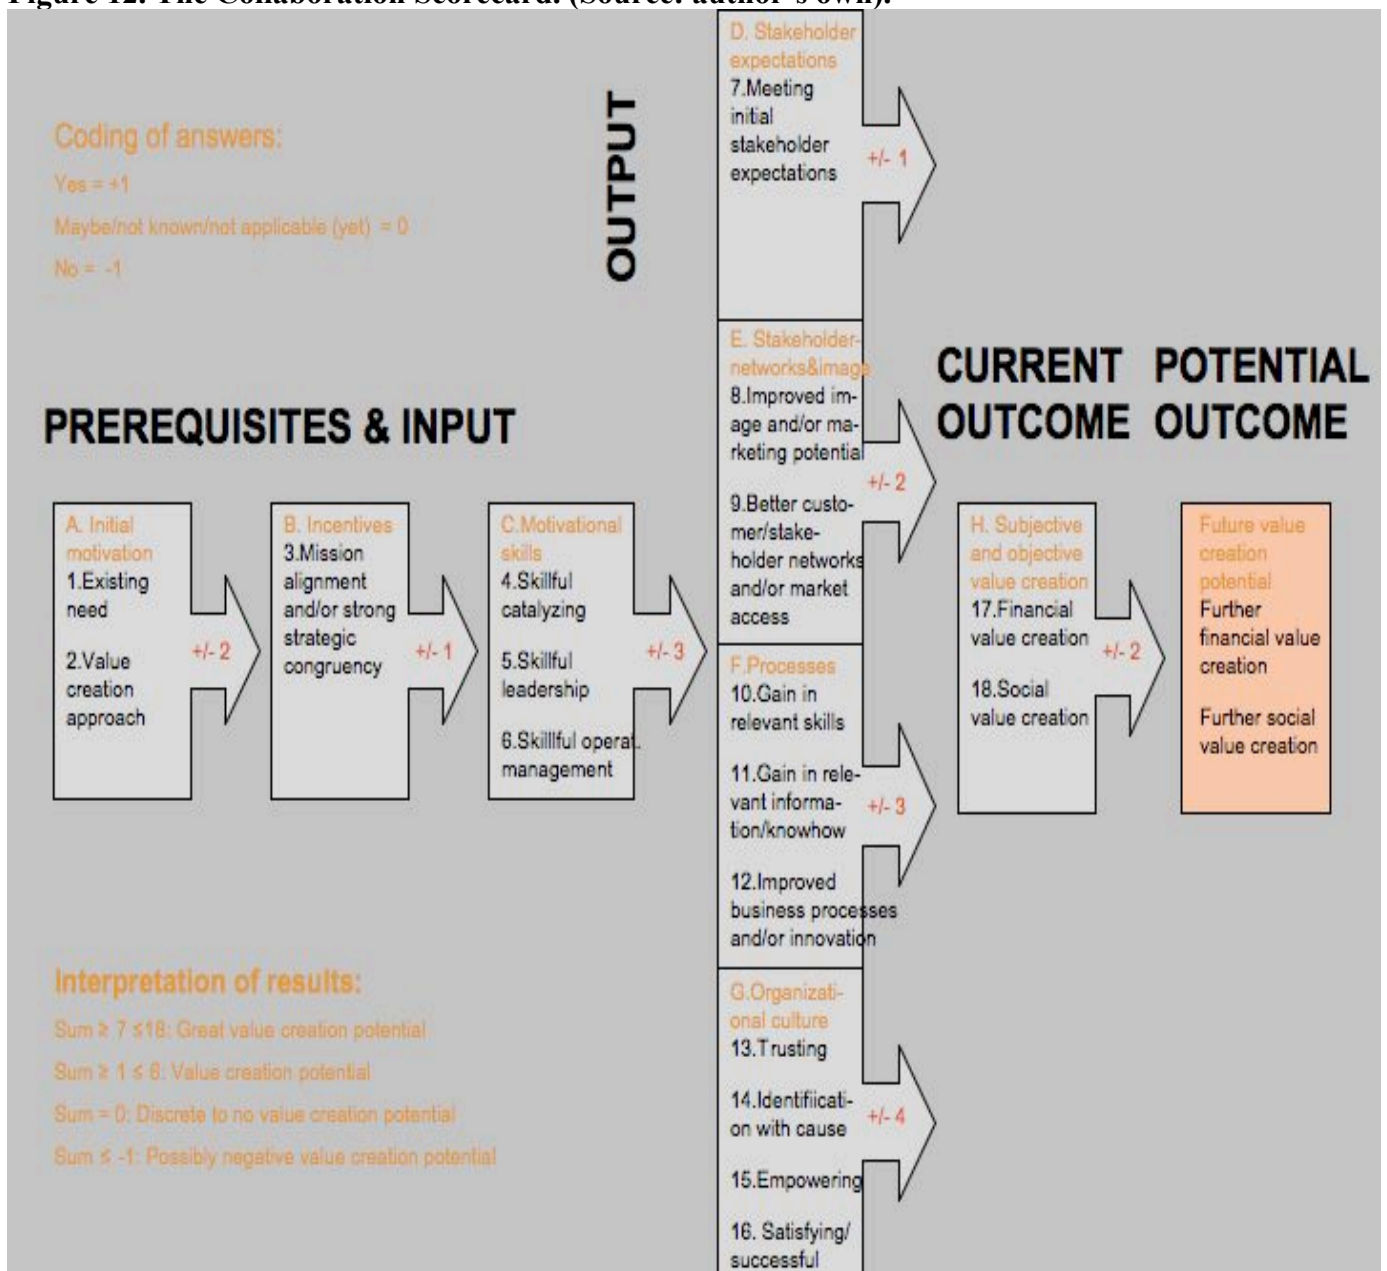 Figure 12. The Collaboration Scorecard. (Source: author's own).
Coding of answers:
Yes = +1
Maybe/not known/not applicable (yet) = 0
No = -1
OUTPUT
D. Stakeholder
expectations
7.Meeting
initial
stakeholder
expectations
+/- 1
E. Stakeholder-
networks&image
8.Improved im-
age and/or ma-
rketing potential
9.Better custo-
mer/stake-
holder networks
and/or market
access
+/- 2
CURRENT
OUTCOME
POTENTIAL
OUTCOME
PREREQUISITES & INPUT
A. Initial
motivation
1.Existing
need
2.Value
creation
approach
+/- 2
B. Incentives
3.Mission
alignment
and/or strong
strategic
congruency
+/- 1
C.Motivational
skills
4.Skillful
catalyzing
5.Skillful
leadership
6.Skilllful operat.
management
+/- 3
F.Processes
10.Gain in
relevant skills
11.Gain in rele-
vant informa-
tion/knowhow
12.Improved
business processes
and/or innovation
+/- 3
H. Subjective
and objective
value creation
17.Financial
value creation
18.Social
value creation
+/- 2
Future value
creation
potential
Further
financial value
creation
Further social
value creation
G.Organizati-
onal culture
13.Trusting
14.Identifiicati-
on with cause
15.Empowering
16. Satisfying/
successful
+/- 4
Interpretation of results:
Sum ≥ 7 ≤18: Great value creation potential
Sum ≥ 1 ≤ 6: Value creation potential
Sum = 0: Discrete to no value creation potential
Sum ≤ -1: Possibly negative value creation potential